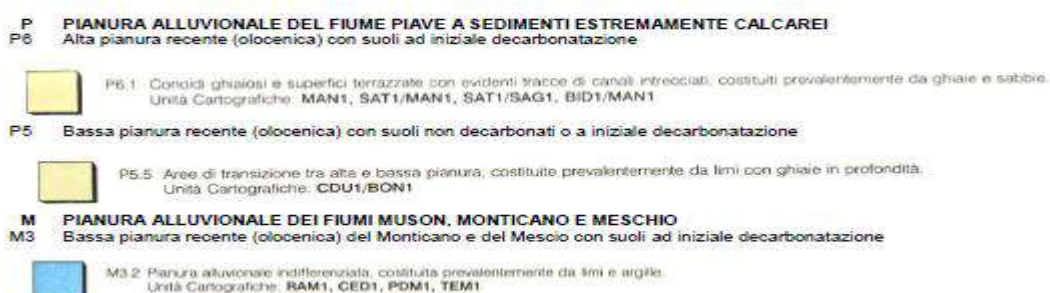 P PIANURA ALLUVIONALE DEL FIUME PIAVE A SEDIMENTI ESTREMAMENTE CALCAREI
P6 Alta pianura recente (olocenica) con suoli ad iniziale decarbonatazione
P6.1 Conoidi ghiaiosi e superfici terrazzate con evidenti tracce di canali intrecciati, costituiti prevalentemente da ghiaie e sabbie.
Unità Cartografiche: MAN1, SAT1/MAN1, SAT1/SAG1, BID1/MAN1
P5 Bassa pianura recente (olocenica) con suoli non decarbonati o a iniziale decarbonatazione
P5.5 Aree di transizione tra alta e bassa pianura, costituite prevalentemente da limi con ghiaie in profondità.
Unità Cartografiche: CDU1/BON1
M PIANURA ALLUVIONALE DEI FIUMI MUSON, MONTICANO E MESCHIO
M3 Bassa pianura recente (olocenica) del Monticano e del Mescio con suoli ad iniziale decarbonatazione
M3.2 Pianura alluvionale indifferenziata, costituita prevalentemente da limi e argille.
Unità Cartografiche: RAM1, CED1, PDM1, TEM1